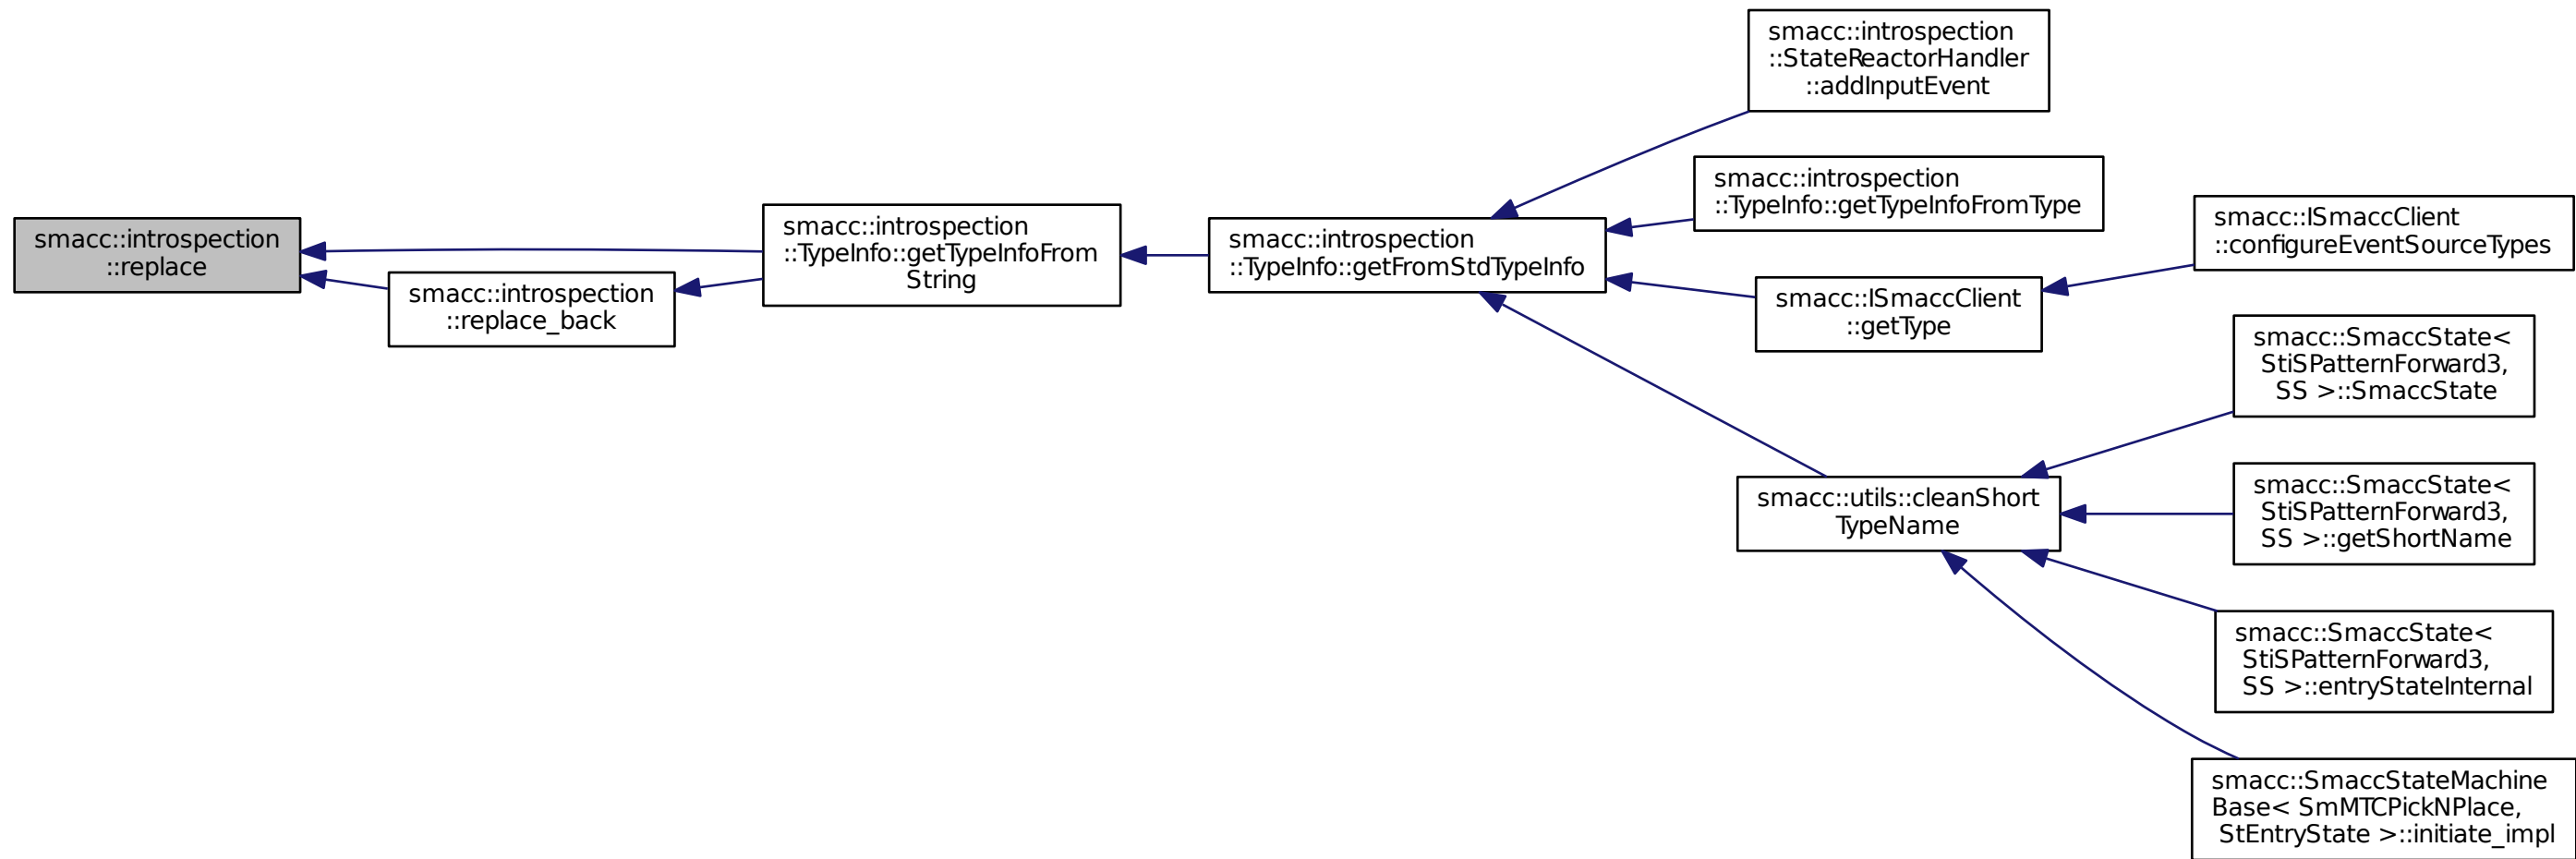 smacc::introspection
::replace
smacc::introspection
::replace_back
smacc::introspection
::TypeInfo::getTypeInfoFrom
String
smacc::introspection
::TypeInfo::getFromStdTypeInfo
smacc::introspection
::StateReactorHandler
::addInputEvent
smacc::introspection
::TypeInfo::getTypeInfoFromType
smacc::ISmaccClient
::getType
smacc::utils::cleanShort
TypeName
smacc::ISmaccClient
::configureEventSourceTypes
smacc::SmaccState<
StiSPatternForward3,
SS >::SmaccState
smacc::SmaccState<
StiSPatternForward3,
SS >::getShortName
smacc::SmaccState<
StiSPatternForward3,
SS >::entryStateInternal
smacc::SmaccStateMachine
Base< SmMTCPickNPlace,
StEntryState >::initiate_impl